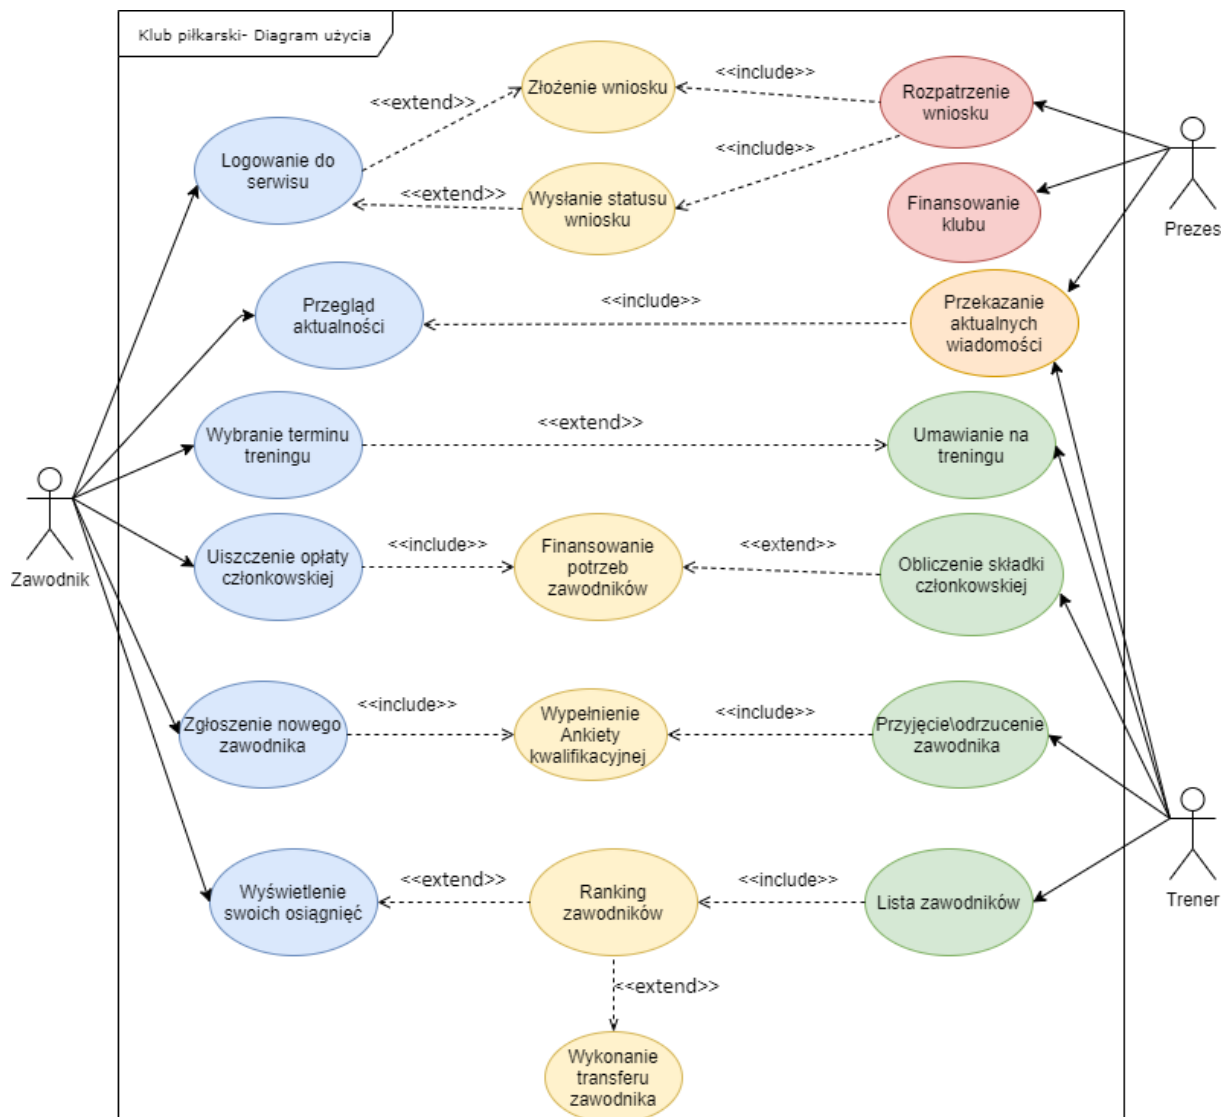 Klub piłkarski- Diagram użycia
<<include>>
Złożenie wniosku
<<extend>>
Rozpatrzenie
wniosku
Logowanie do
serwisu
<<include>>
<<extend>>
Wysłanie statusu
wniosku
Finansowanie
klubu
Prezes
Przegląd
aktualności
<<include>>
Przekazanie
aktualnych
wiadomości
Wybranie terminu
treningu
<<extend>>
Umawianie na
treningu
Zawodnik
Uiszczenie opłaty
członkowskiej
<<include>>
Finansowanie
potrzeb
zawodników
<<extend>>
Obliczenie składki
członkowskiej
Zgłoszenie nowego
zawodnika
<<include>>
Wypełnienie
Ankiety
kwalifikacyjnej
<<include>>
Przyjęcie\odrzucenie
zawodnika
Wyświetlenie
swoich osiągnięć
<<extend>>
Ranking
zawodników
<<include>>
Lista zawodników
Trener
<<extend>>
Wykonanie
transferu
zawodnika